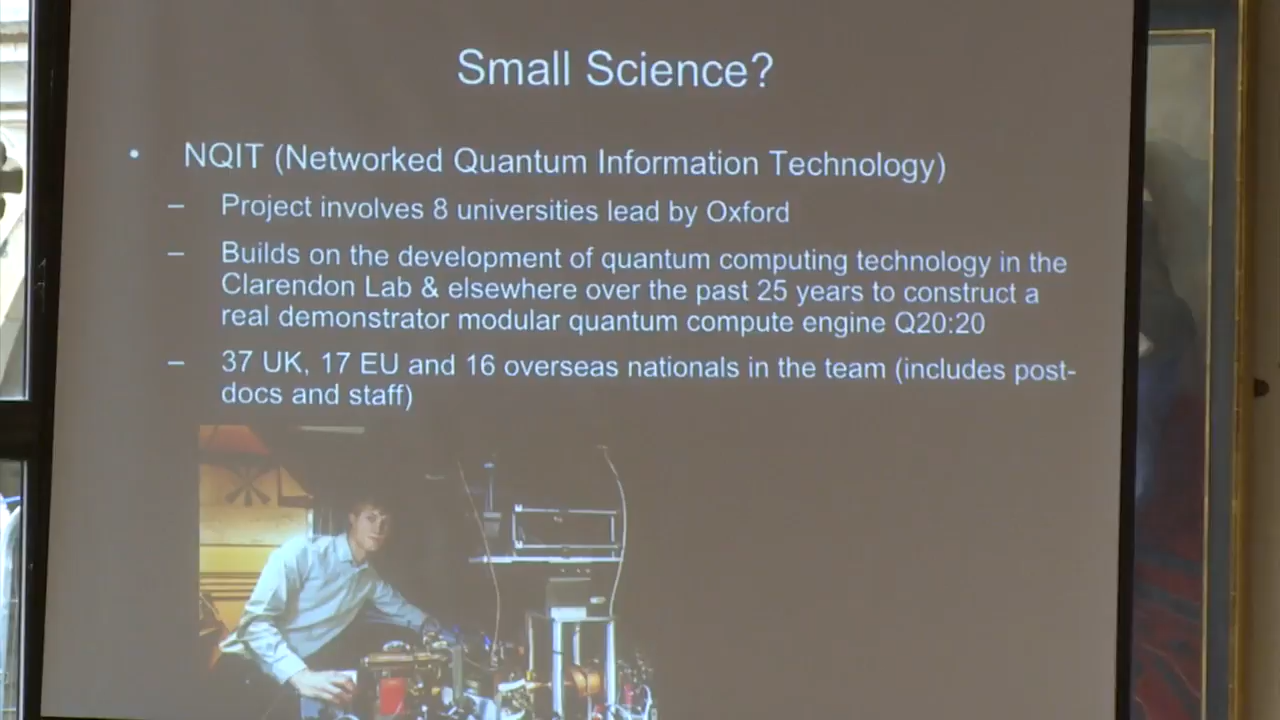 Small Science?
• NQIT (Networked Quantum Information Technology)
– Project involves 8 universities lead by Oxford
– Builds on the development of quantum computing technology in the
Clarendon Lab & elsewhere over the past 25 years to construct a
real demonstrator modular quantum compute engine Q20:20
– 37 UK, 17 EU and 16 overseas nationals in the team (includes post-
docs and staff)